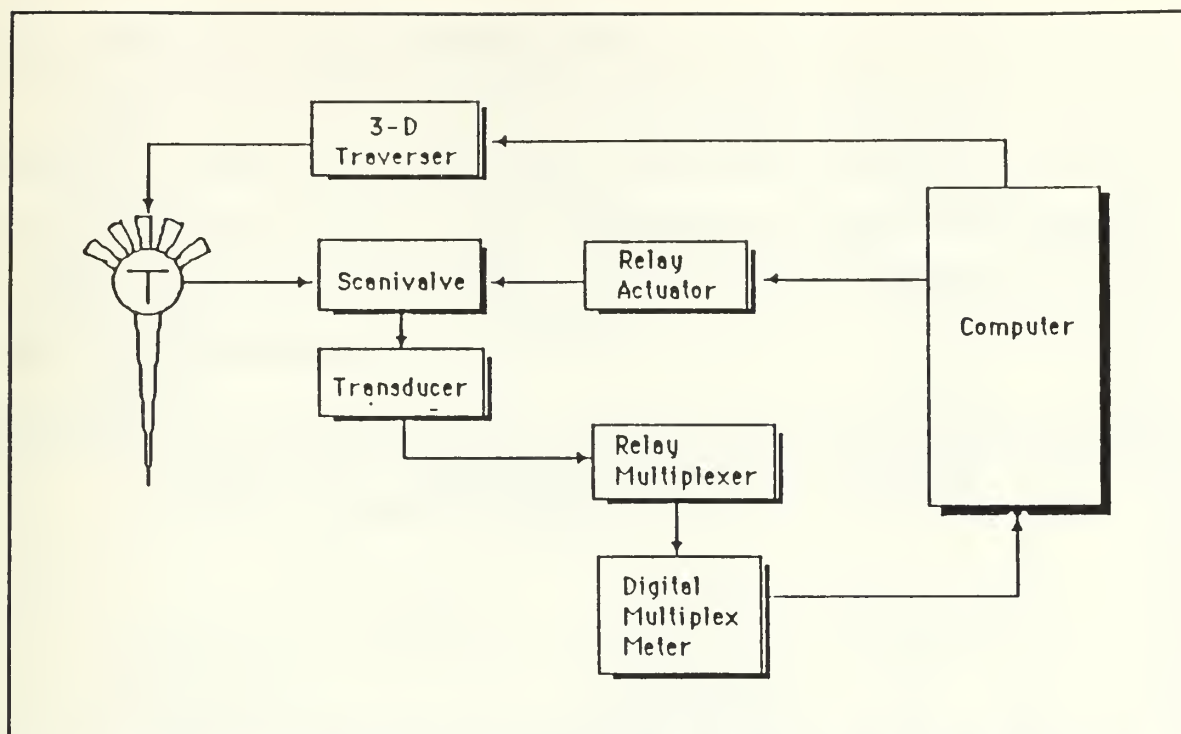 3-D
Traverser
T
Scanivalve
Relay
Actuator
Computer
Transducer
Relay
Multiplexer
Digital
Multiplex
Meter